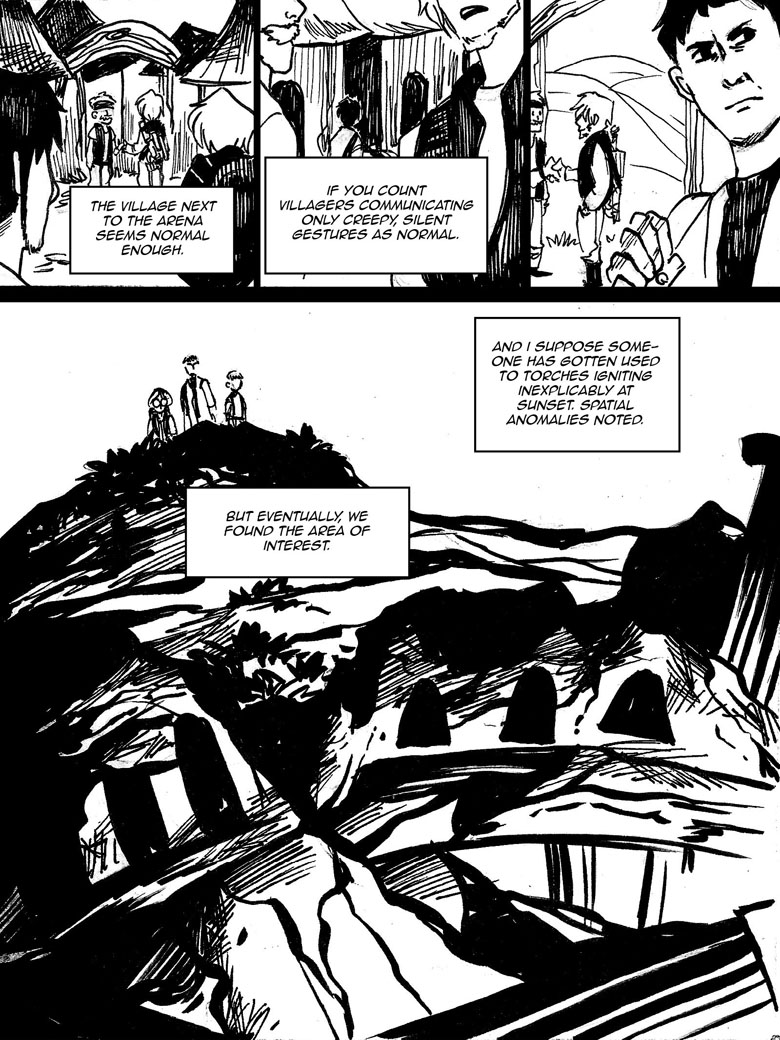 THE VILLAGE NEXT
TO THE ARENA
SEEMS NORMAL
ENOUGH.
IF YOU COUNT
VILLAGERS COMMUNICATING
ONLY CREEPY, SILENT
GESTURES AS NORMAL.
AND I SUPPOSE SOME-
ONE HAS GOTTEN USED
TO TORCHES IGNITING
INEXPLICABLY AT
SUNSET. SPATIAL
ANOMALIES NOTED.
BUT EVENTUALLY, WE
FOUND THE AREA OF
INTEREST.